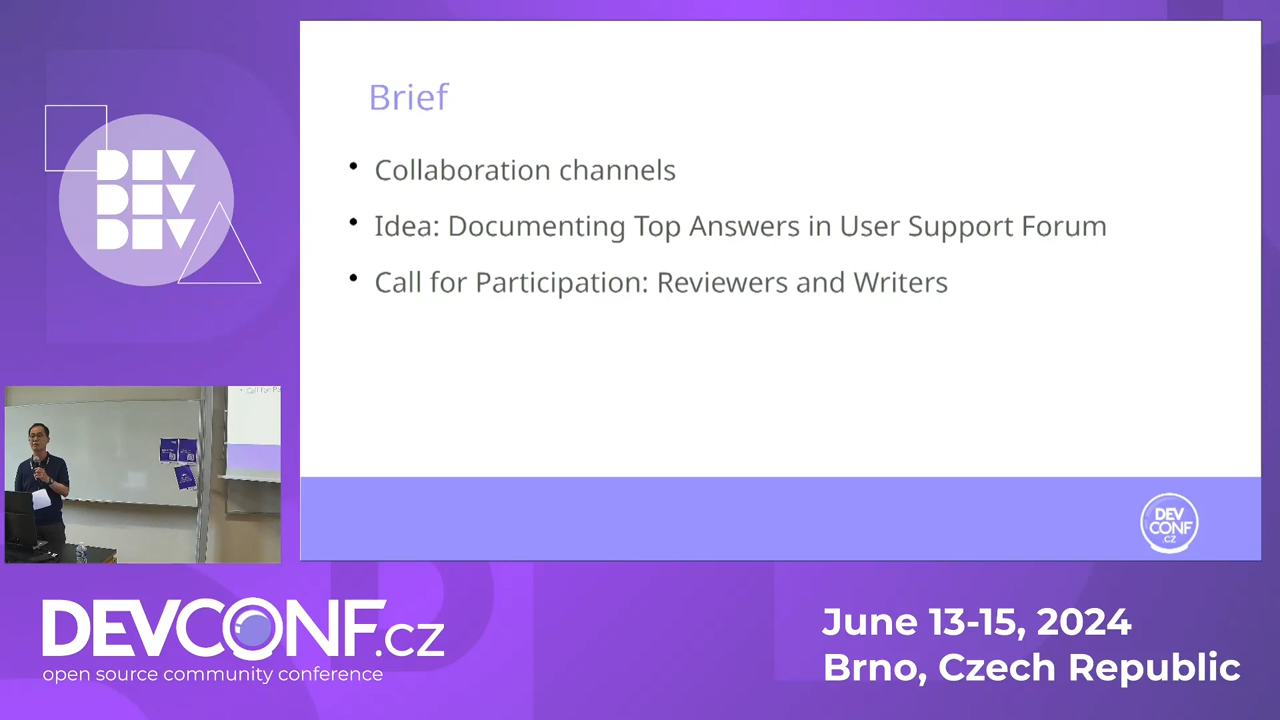 DEV
DEV
DEV
Brief
• Collaboration channels
• Idea: Documenting Top Answers in User Support Forum
• Call for Participation: Reviewers and Writers
DEV
CONF
.CZ
DEVCONF.cz
open source community conference
June 13-15, 2024
Brno, Czech Republic